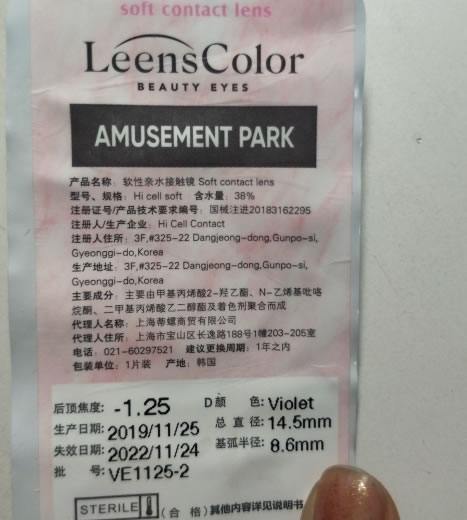 soft contact lens
LeensColor
BEAUTY EYES
AMUSEMENT PARK
产品名称: 软性亲水接触镜 Soft contact lens
型号、规格: Hi cell soft 含水量: 38%
注册证号/产品技术要求编号: 国械注进20183162295
注册人/生产企业: Hi Cell Contact
注册人住所: 3F,#325-22 Dangjeong-dong,Gunpo-si,
Gyeonggi-do,Korea
生产地址: 3F,#325-22 Dangjeong-dong,Gunpo-si,
Gyeonggi-do,Korea
主要成分: 主要由甲基丙烯酸2-羟乙酯、N-乙烯基吡咯
烷酮、二甲基丙烯酸乙二醇酯及着色剂聚合而成
代理人名称: 上海蒂螺商贸有限公司
代理人住所: 上海市宝山区长逸路188号1幢203-205室
电话: 021-60297521 建议更换周期: 1年之内
包装单位: 1片装 产地: 韩国
后顶焦度: -1.25 D 颜 色: Violet
生产日期: 2019/11/25 总 直 径: 14.5mm
失效日期: 2022/11/24 基弧半径: 8.6mm
批 号: VE1125-2
STERILE (合 格) 其他内容详见说明书